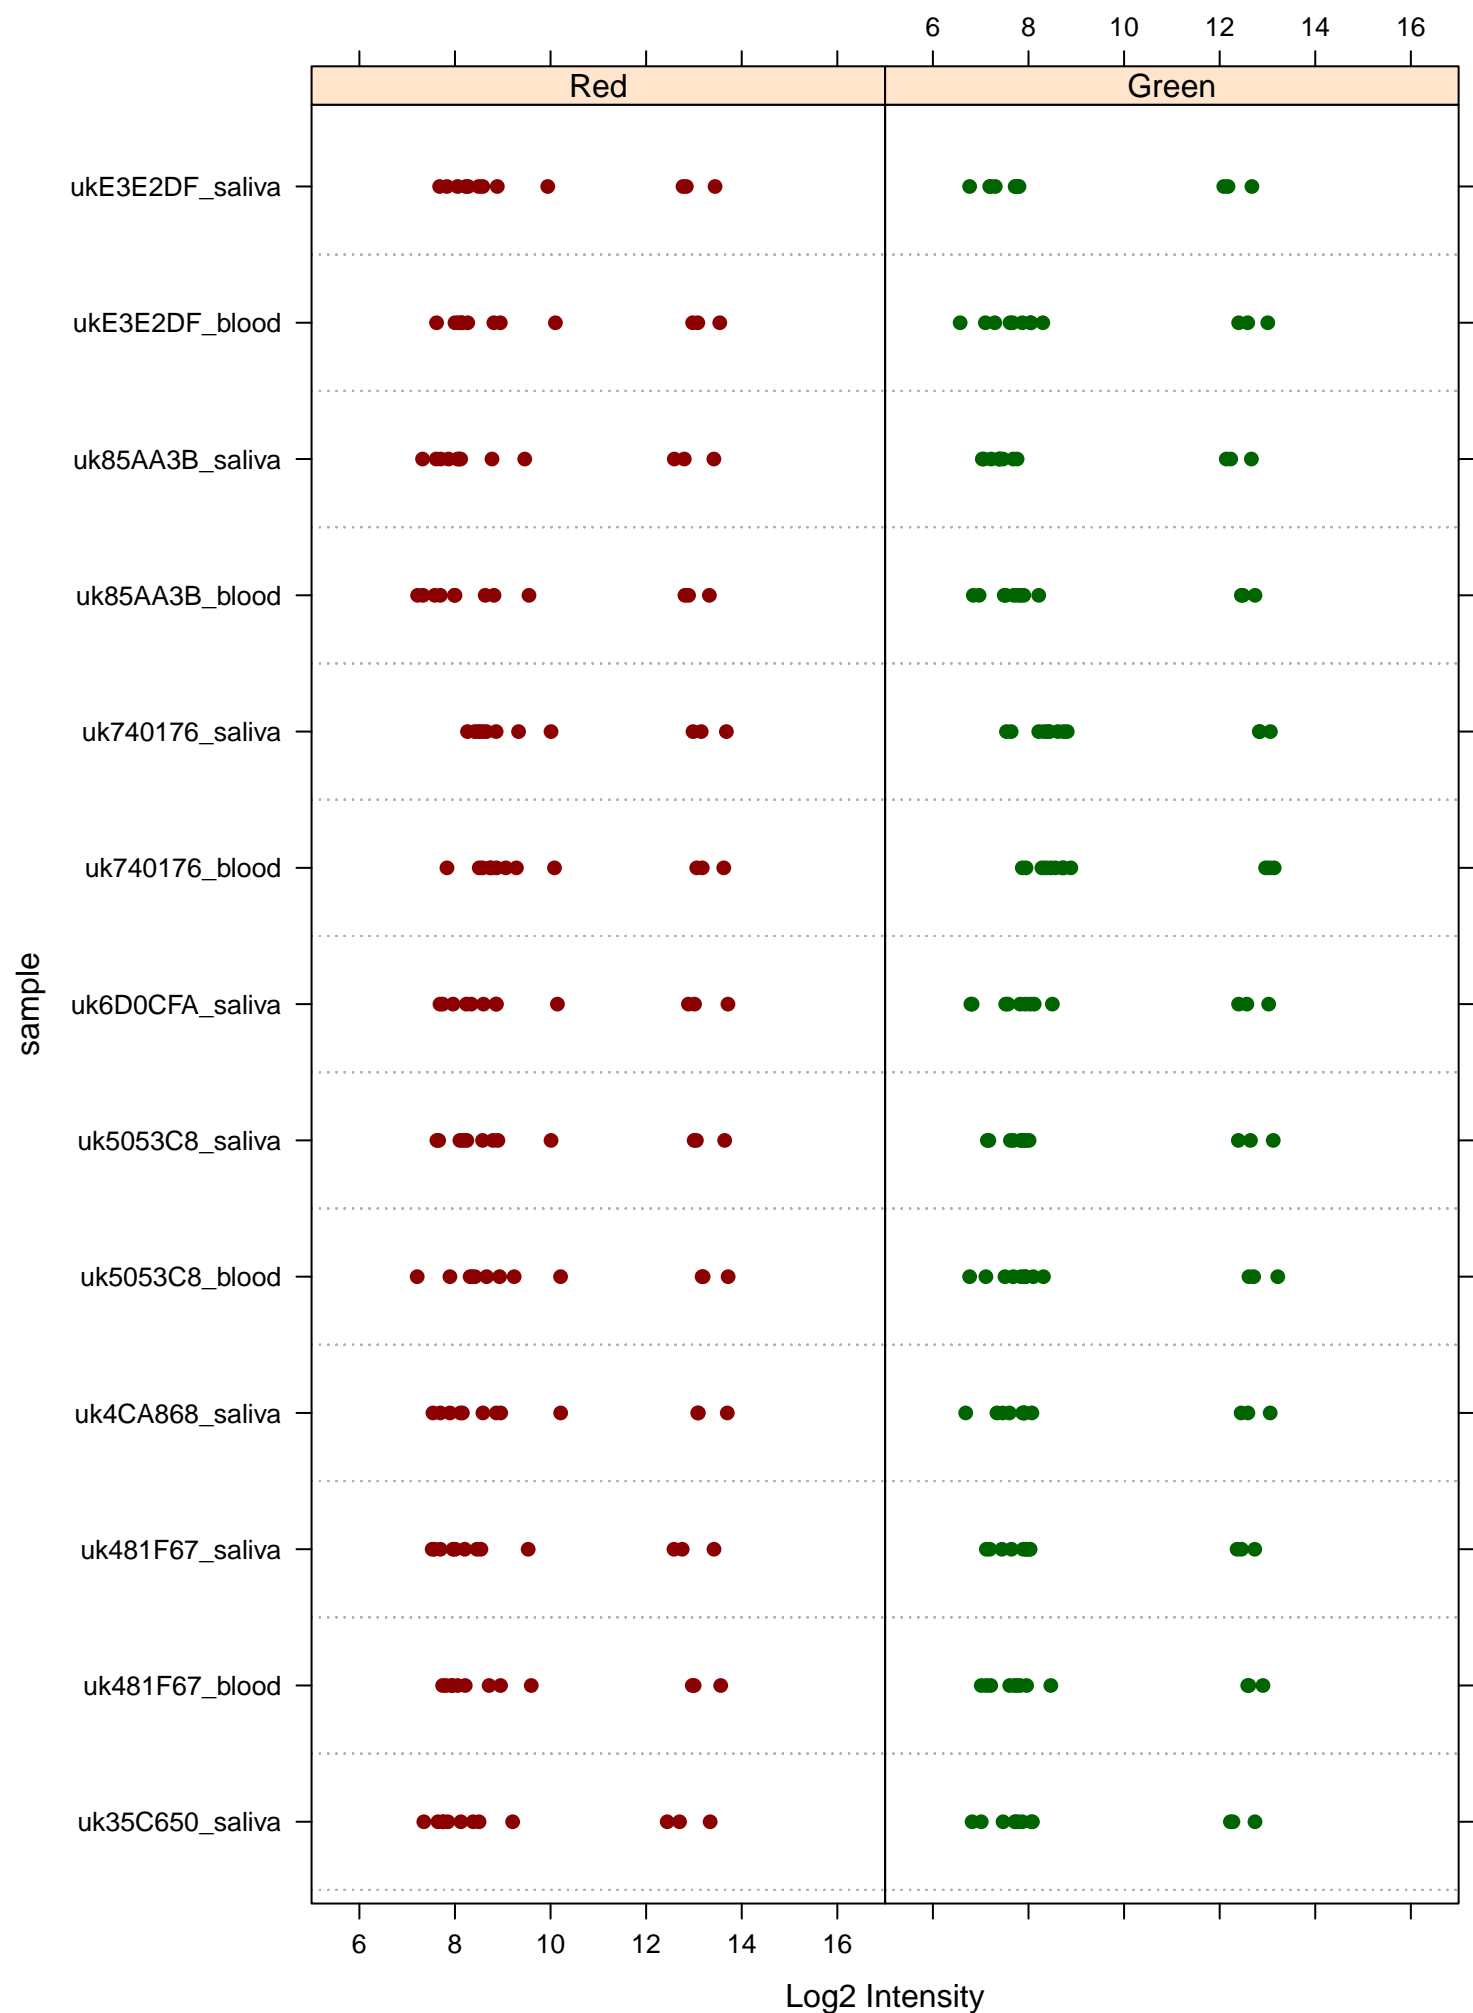 6 8 10 12 14 16
Red Green
ukE3E2DF_saliva
ukE3E2DF_blood
uk85AA3B_saliva
uk85AA3B_blood
uk740176_saliva
uk740176_blood
uk6D0CFA_saliva
uk5053C8_saliva
uk5053C8_blood
uk4CA868_saliva
uk481F67_saliva
uk481F67_blood
uk35C650_saliva
sample
6 8 10 12 14 16
Log2 Intensity